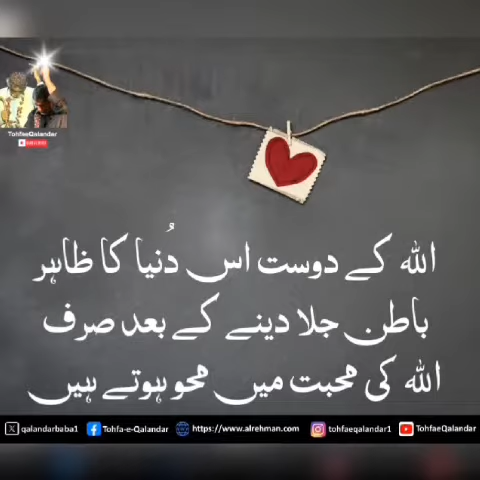 TohfaeQalandar
SUBSCRIBE
اللہ کے دوست اس دُنیا کا ظاہر
باطن جلا دینے کے بعد صرف
اللہ کی محبت میں محو ہوتے ہیں
qalandarbaba1 Tohfa-e-Qalandar https://www.alrehman.com tohfaeqalandar1 TohfaeQalandar